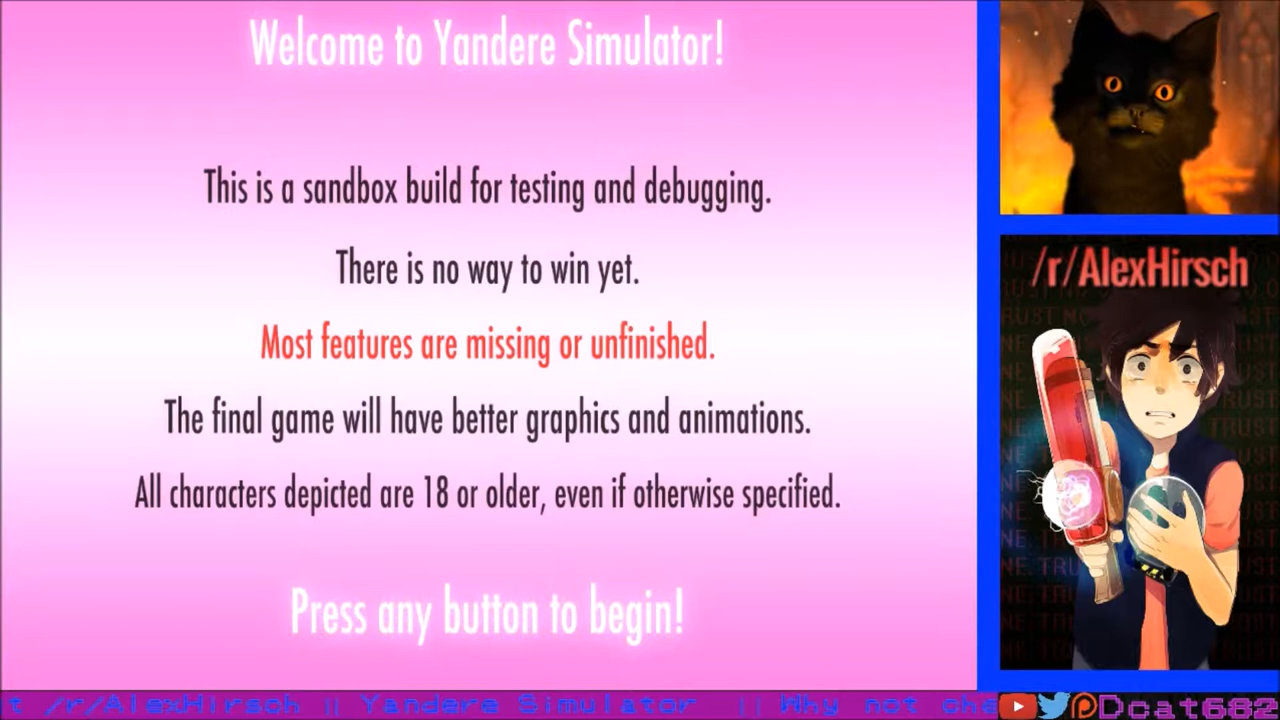 Welcome to Yandere Simulator!
This is a sandbox build for testing and debugging.
There is no way to win yet.
Most features are missing or unfinished.
The final game will have better graphics and animations.
All characters depicted are 18 or older, even if otherwise specified.
Press any button to begin!
/r/AlexHirsch
t /r/AlexHirsch || Yandere Simulator || Why not cha
Dcat682